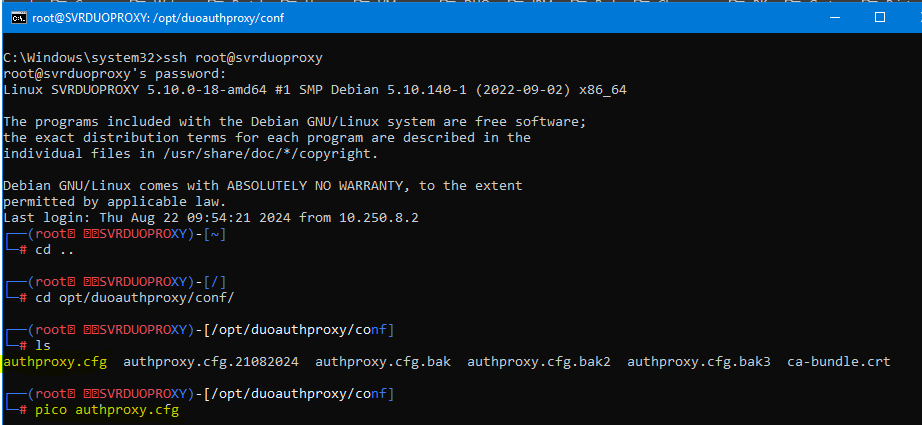 root@SVRDUOPROXY: /opt/duoauthproxy/conf
C:\Windows\system32>ssh root@svrduoproxy
root@svrduoproxy's password:
Linux SVRDUOPROXY 5.10.0-18-amd64 #1 SMP Debian 5.10.140-1 (2022-09-02) x86_64
The programs included with the Debian GNU/Linux system are free software;
the exact distribution terms for each program are described in the
individual files in /usr/share/doc/*/copyright.
Debian GNU/Linux comes with ABSOLUTELY NO WARRANTY, to the extent
permitted by applicable law.
Last login: Thu Aug 22 09:54:21 2024 from 10.250.8.2
┌──(root SVRDUOPROXY)-[~]
└─# cd ..
┌──(root SVRDUOPROXY)-[/]
└─# cd opt/duoauthproxy/conf/
┌──(root SVRDUOPROXY)-[/opt/duoauthproxy/conf]
└─# ls
authproxy.cfg  authproxy.cfg.21082024  authproxy.cfg.bak  authproxy.cfg.bak2  authproxy.cfg.bak3  ca-bundle.crt
┌──(root SVRDUOPROXY)-[/opt/duoauthproxy/conf]
└─# pico authproxy.cfg